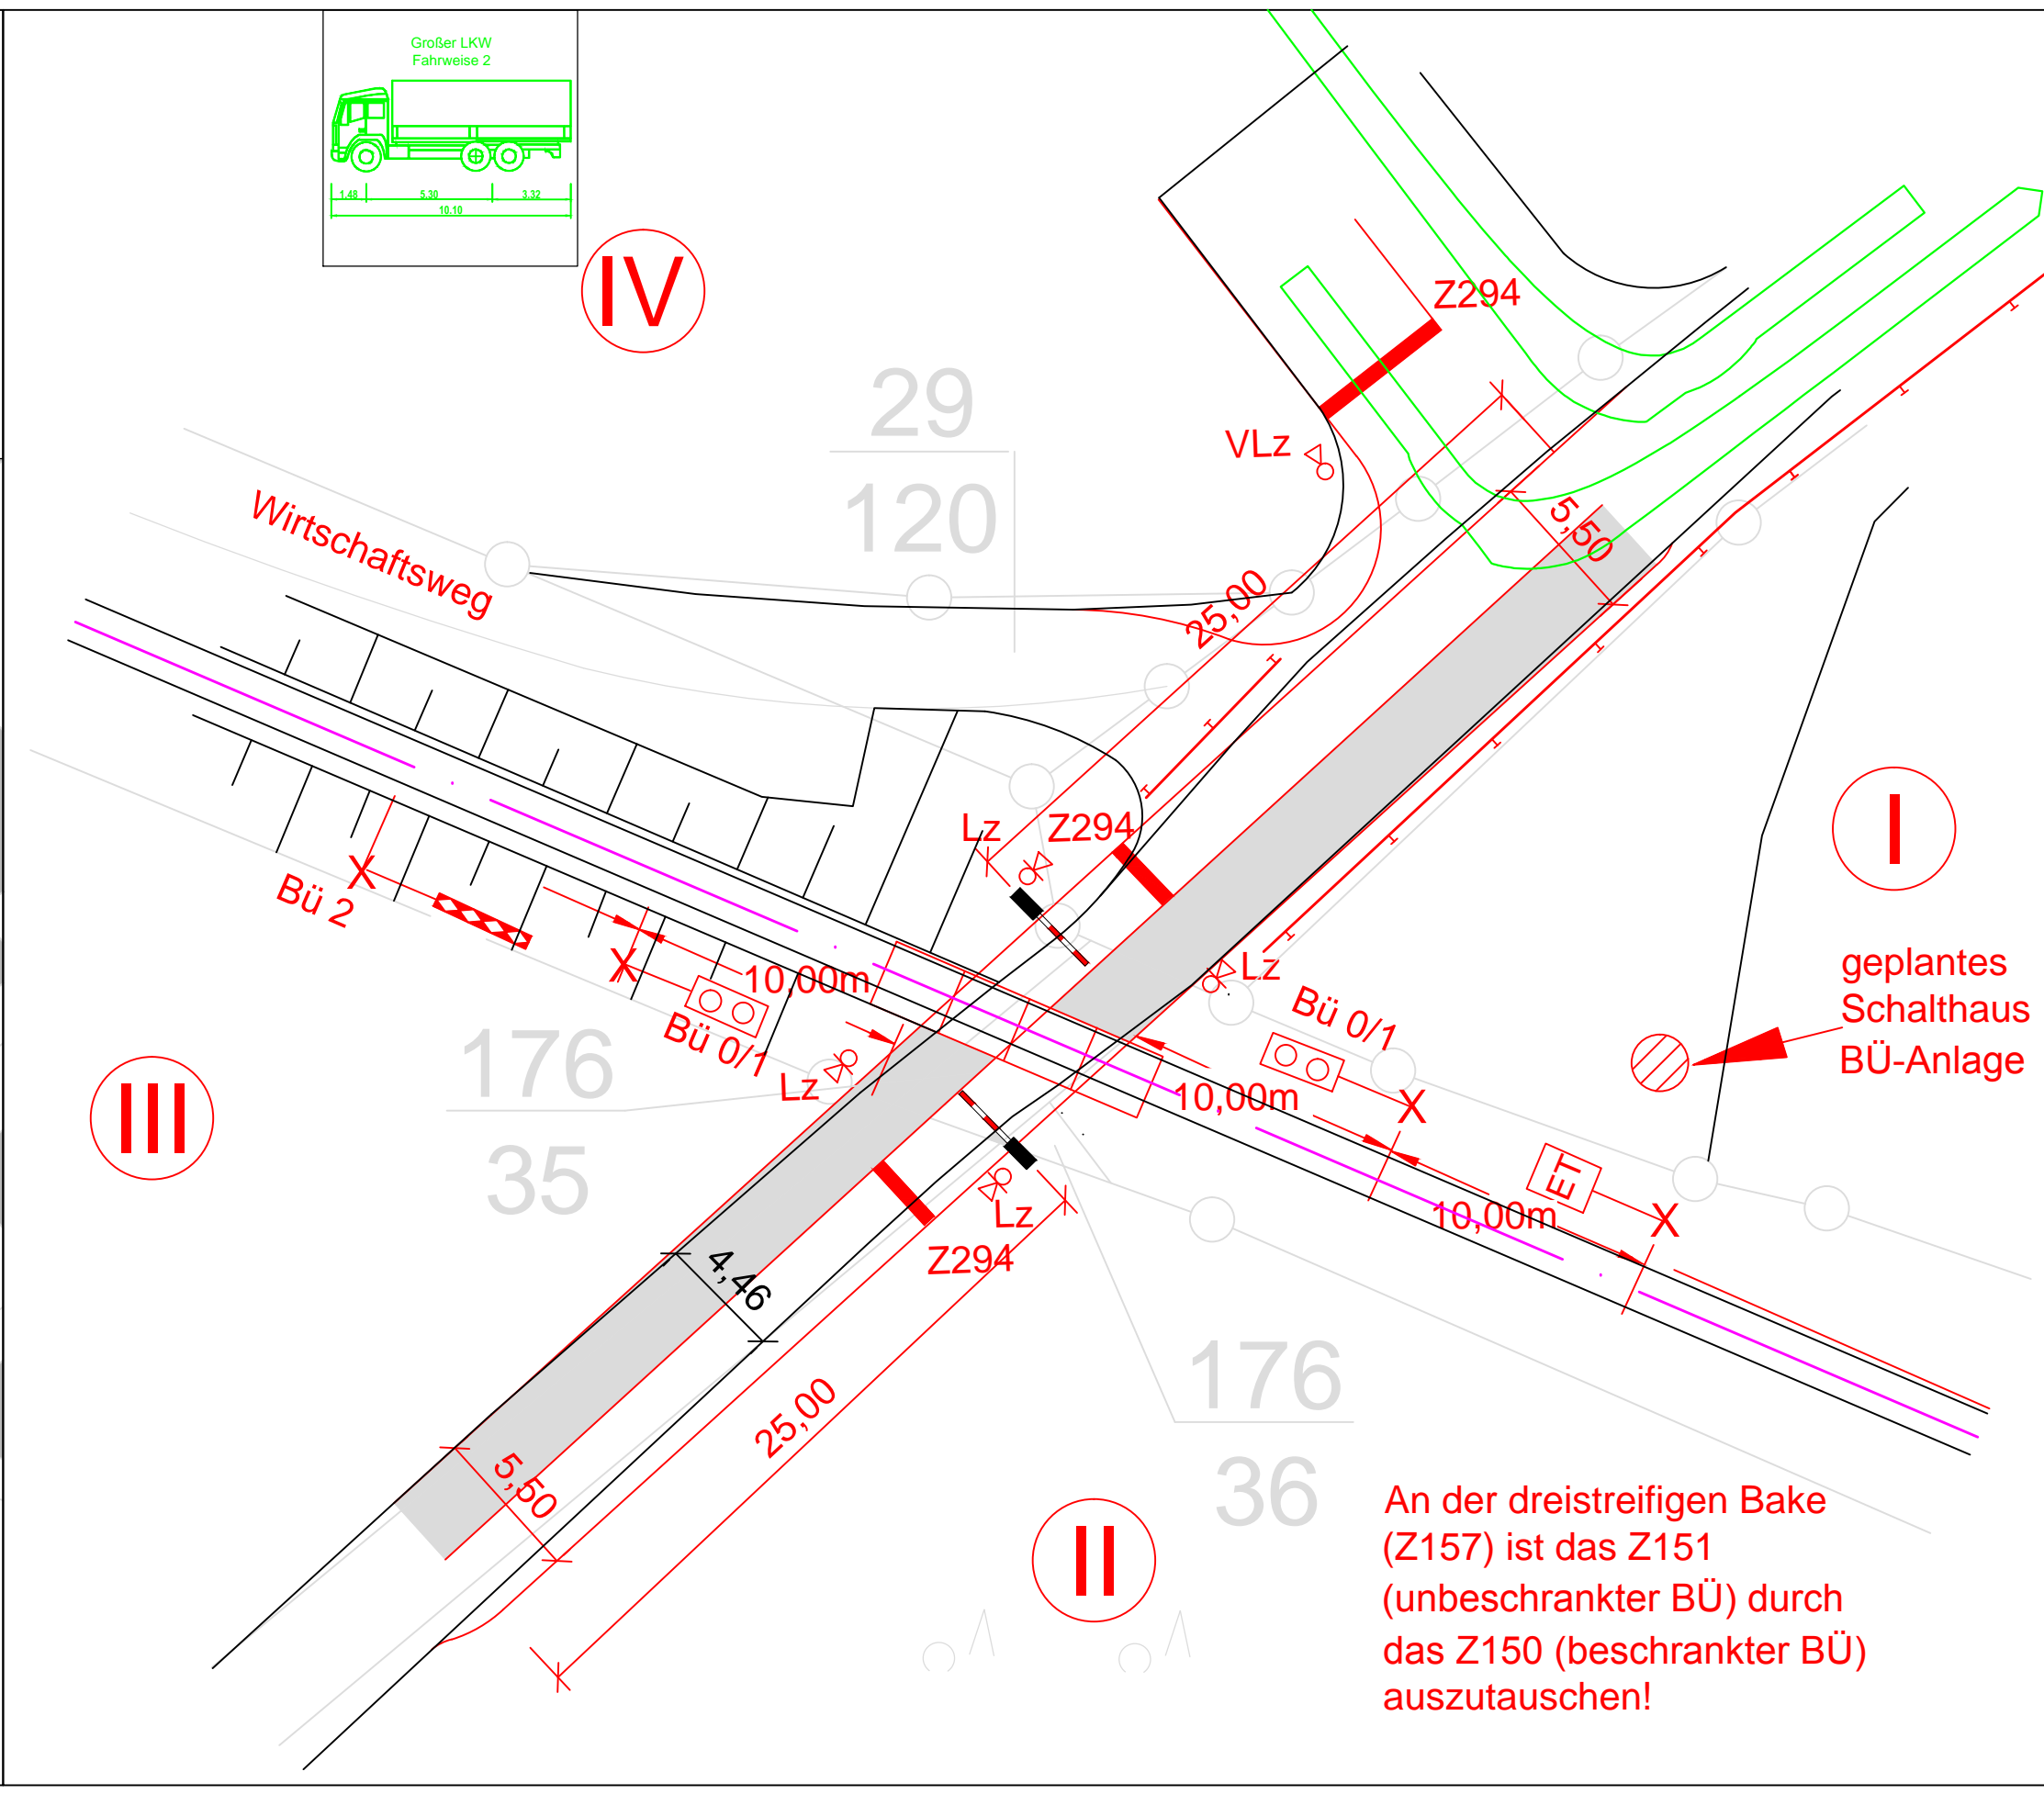 Großer LKW
Fahrweise 2
1.48
5.30
3.32
10.10
IV
Z294
29
120
VLz
5,50
Wirtschaftsweg
25,00
Lz
Z294
I
Bü 2
10,00m
Lz
Bü 0/1
geplantes
Schalthaus
BÜ-Anlage
176
35
Bü 0/1
Lz
10,00m
III
ET
10,00m
Lz
Z294
4,46
176
36
25,00
5,50
II
An der dreistreifigen Bake
(Z157) ist das Z151
(unbeschrankter BÜ) durch
das Z150 (beschrankter BÜ)
auszutauschen!